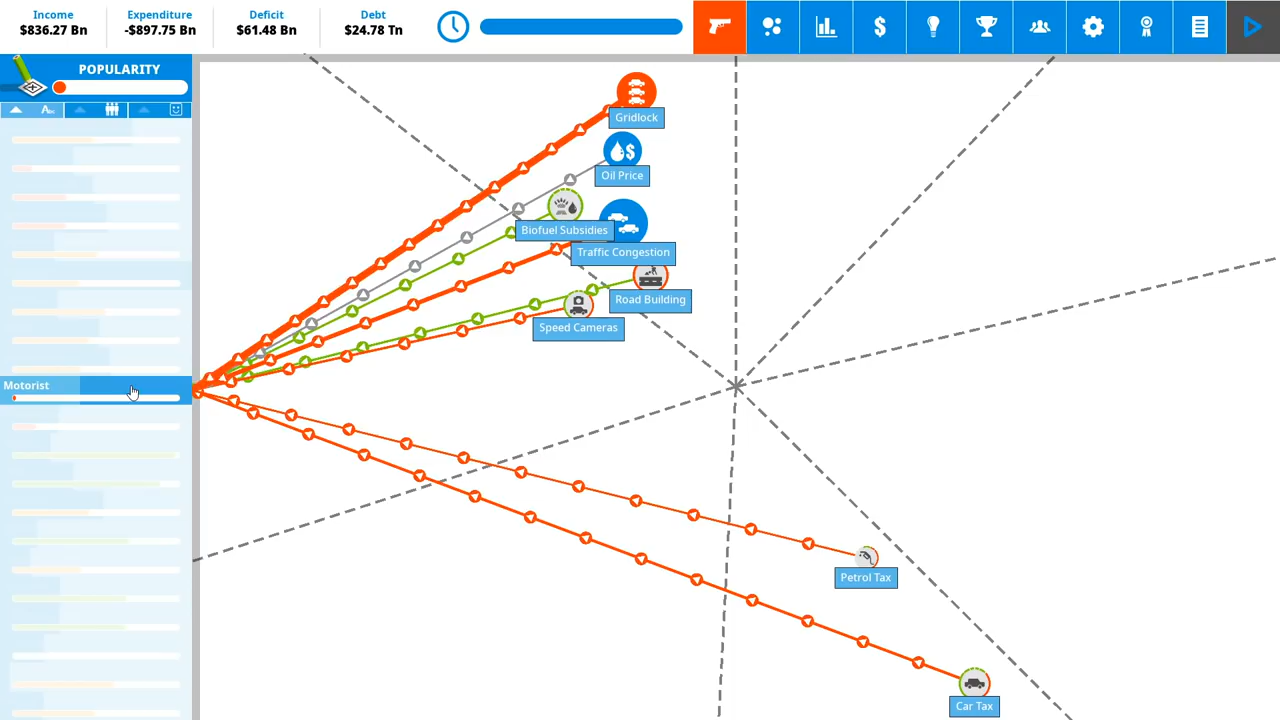 Income
Expenditure
Deficit
Debt
$836.27 Bn
-$897.75 Bn
$61.48 Bn
$24.78 Tn
POPULARITY
Gridlock
Oil Price
Biofuel Subsidies
Traffic Congestion
Road Building
Speed Cameras
Motorist
Petrol Tax
Car Tax